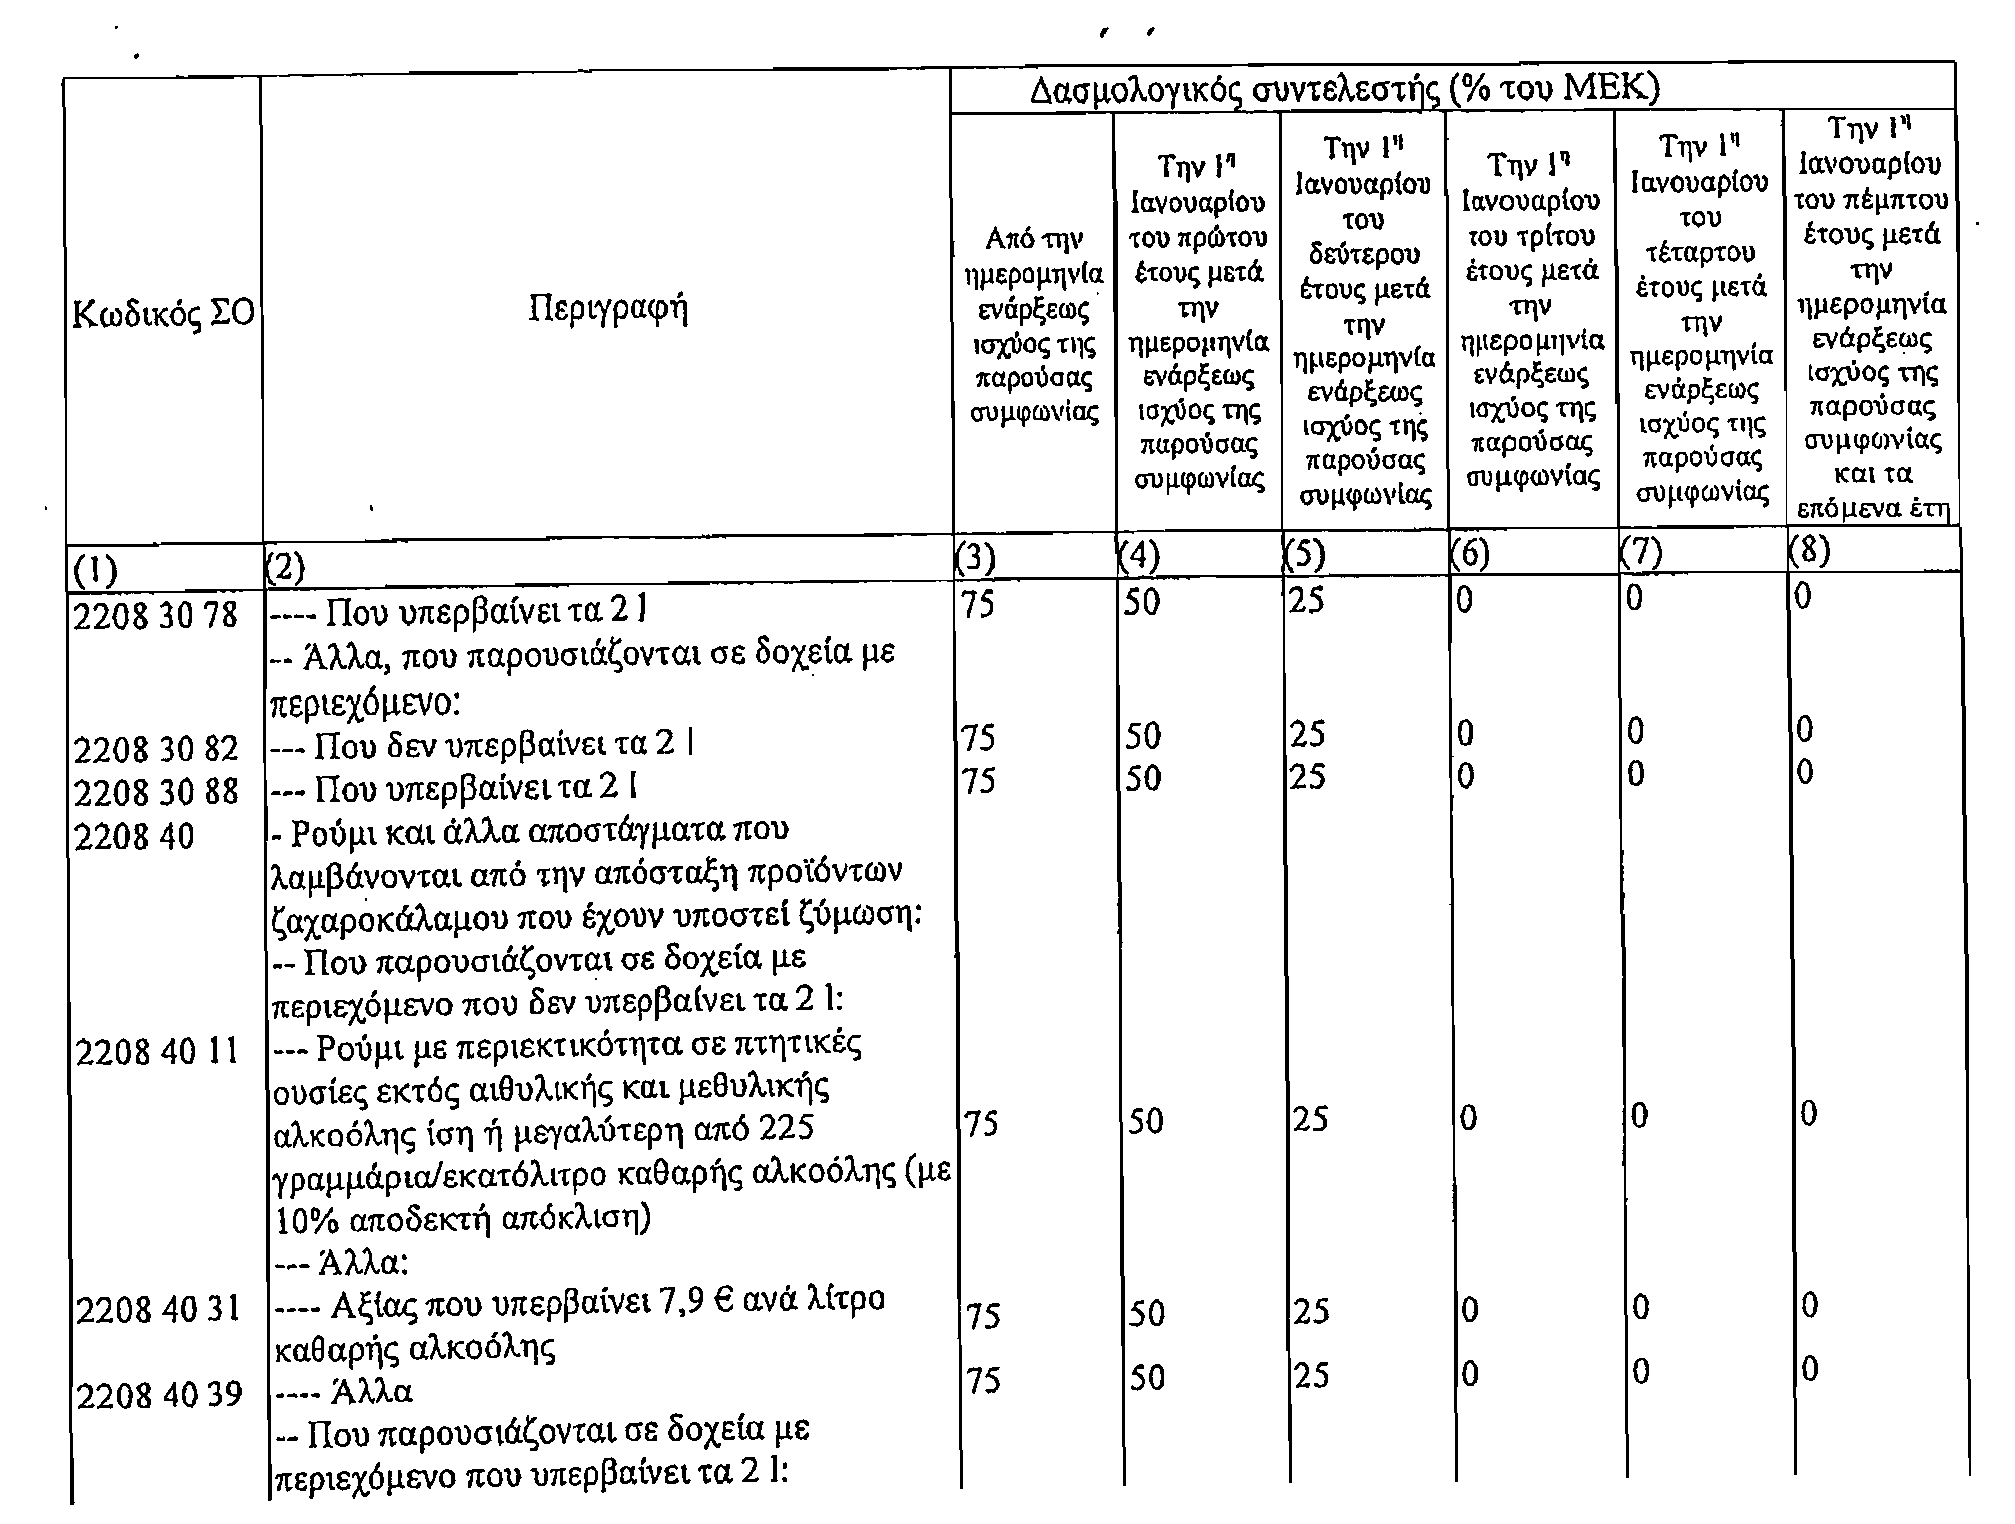 Δασμολογικός συντελεστής (% του ΜΕΚ)
Κωδικός ΣΟ
Περιγραφή
Από την
ημερομηνία
ενάρξεως
ισχύος της
παρούσας
συμφωνίας
Την 1η
Ιανουαρίου
του πρώτου
έτους μετά
την
ημερομηνία
ενάρξεως
ισχύος της
παρούσας
συμφωνίας
Την 1η
Ιανουαρίου
του
δεύτερου
έτους μετά
την
ημερομηνία
ενάρξεως
ισχύος της
παρούσας
συμφωνίας
Την 1η
Ιανουαρίου
του τρίτου
έτους μετά
την
ημερομηνία
ενάρξεως
ισχύος της
παρούσας
συμφωνίας
Την 1η
Ιανουαρίου
του
τέταρτου
έτους μετά
την
ημερομηνία
ενάρξεως
ισχύος της
παρούσας
συμφωνίας
Την 1η
Ιανουαρίου
του πέμπτου
έτους μετά
την
ημερομηνία
ενάρξεως
ισχύος της
παρούσας
συμφωνίας
και τα
επόμενα έτη
(1) (2) (3) (4) (5) (6) (7) (8)
2208 30 78 ---- Που υπερβαίνει τα 2 l 75 50 25 0 0 0
-- Άλλα, που παρουσιάζονται σε δοχεία με
περιεχόμενο:
2208 30 82 --- Που δεν υπερβαίνει τα 2 l 75 50 25 0 0 0
2208 30 88 --- Που υπερβαίνει τα 2 l 75 50 25 0 0 0
2208 40 - Ρούμι και άλλα αποστάγματα που
λαμβάνονται από την απόσταξη προϊόντων
ζαχαροκάλαμου που έχουν υποστεί ζύμωση:
-- Που παρουσιάζονται σε δοχεία με
περιεχόμενο που δεν υπερβαίνει τα 2 l:
2208 40 11 --- Ρούμι με περιεκτικότητα σε πτητικές
ουσίες εκτός αιθυλικής και μεθυλικής
αλκοόλης ίση ή μεγαλύτερη από 225 75 50 25 0 0 0
γραμμάρια/εκατόλιτρο καθαρής αλκοόλης (με
10% αποδεκτή απόκλιση)
--- Άλλα:
2208 40 31 ---- Αξίας που υπερβαίνει 7,9 € ανά λίτρο 75 50 25 0 0 0
καθαρής αλκοόλης
2208 40 39 ---- Άλλα 75 50 25 0 0 0
-- Που παρουσιάζονται σε δοχεία με
περιεχόμενο που υπερβαίνει τα 2 l: